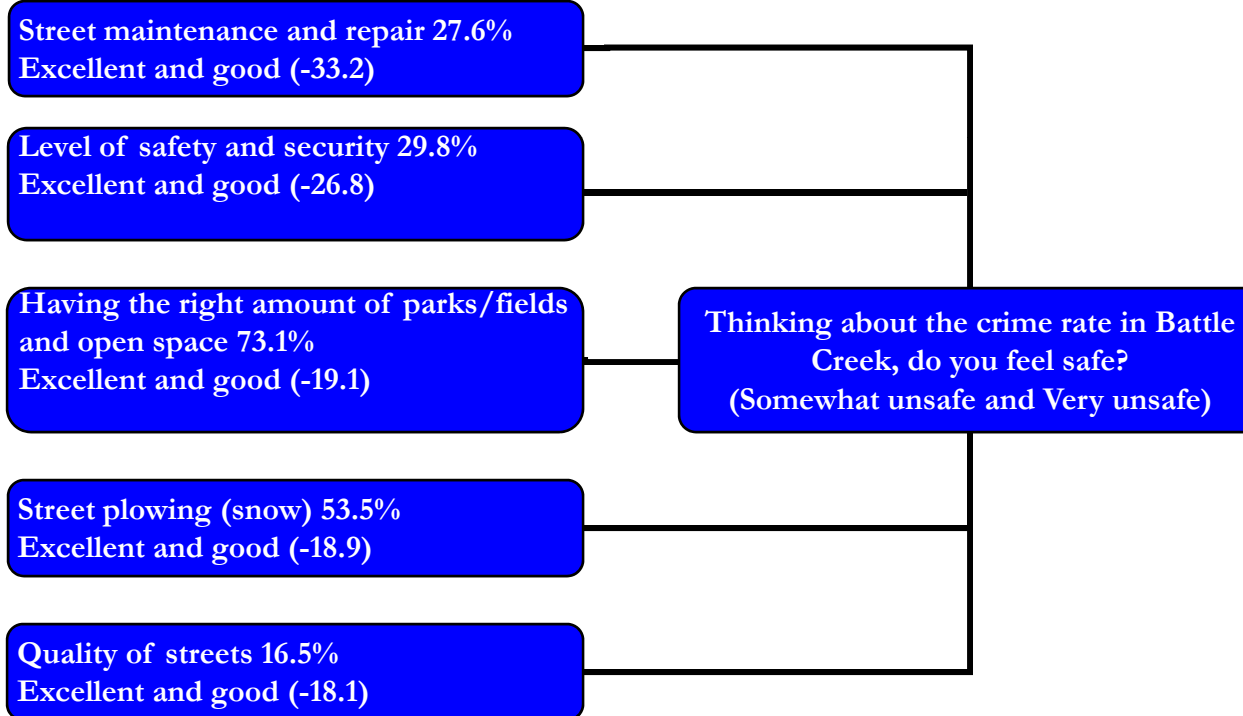 Street maintenance and repair 27.6%
Excellent and good (-33.2)
Level of safety and security 29.8%
Excellent and good (-26.8)
Having the right amount of parks/fields
and open space 73.1%
Excellent and good (-19.1)
Thinking about the crime rate in Battle
Creek, do you feel safe?
(Somewhat unsafe and Very unsafe)
Street plowing (snow) 53.5%
Excellent and good (-18.9)
Quality of streets 16.5%
Excellent and good (-18.1)